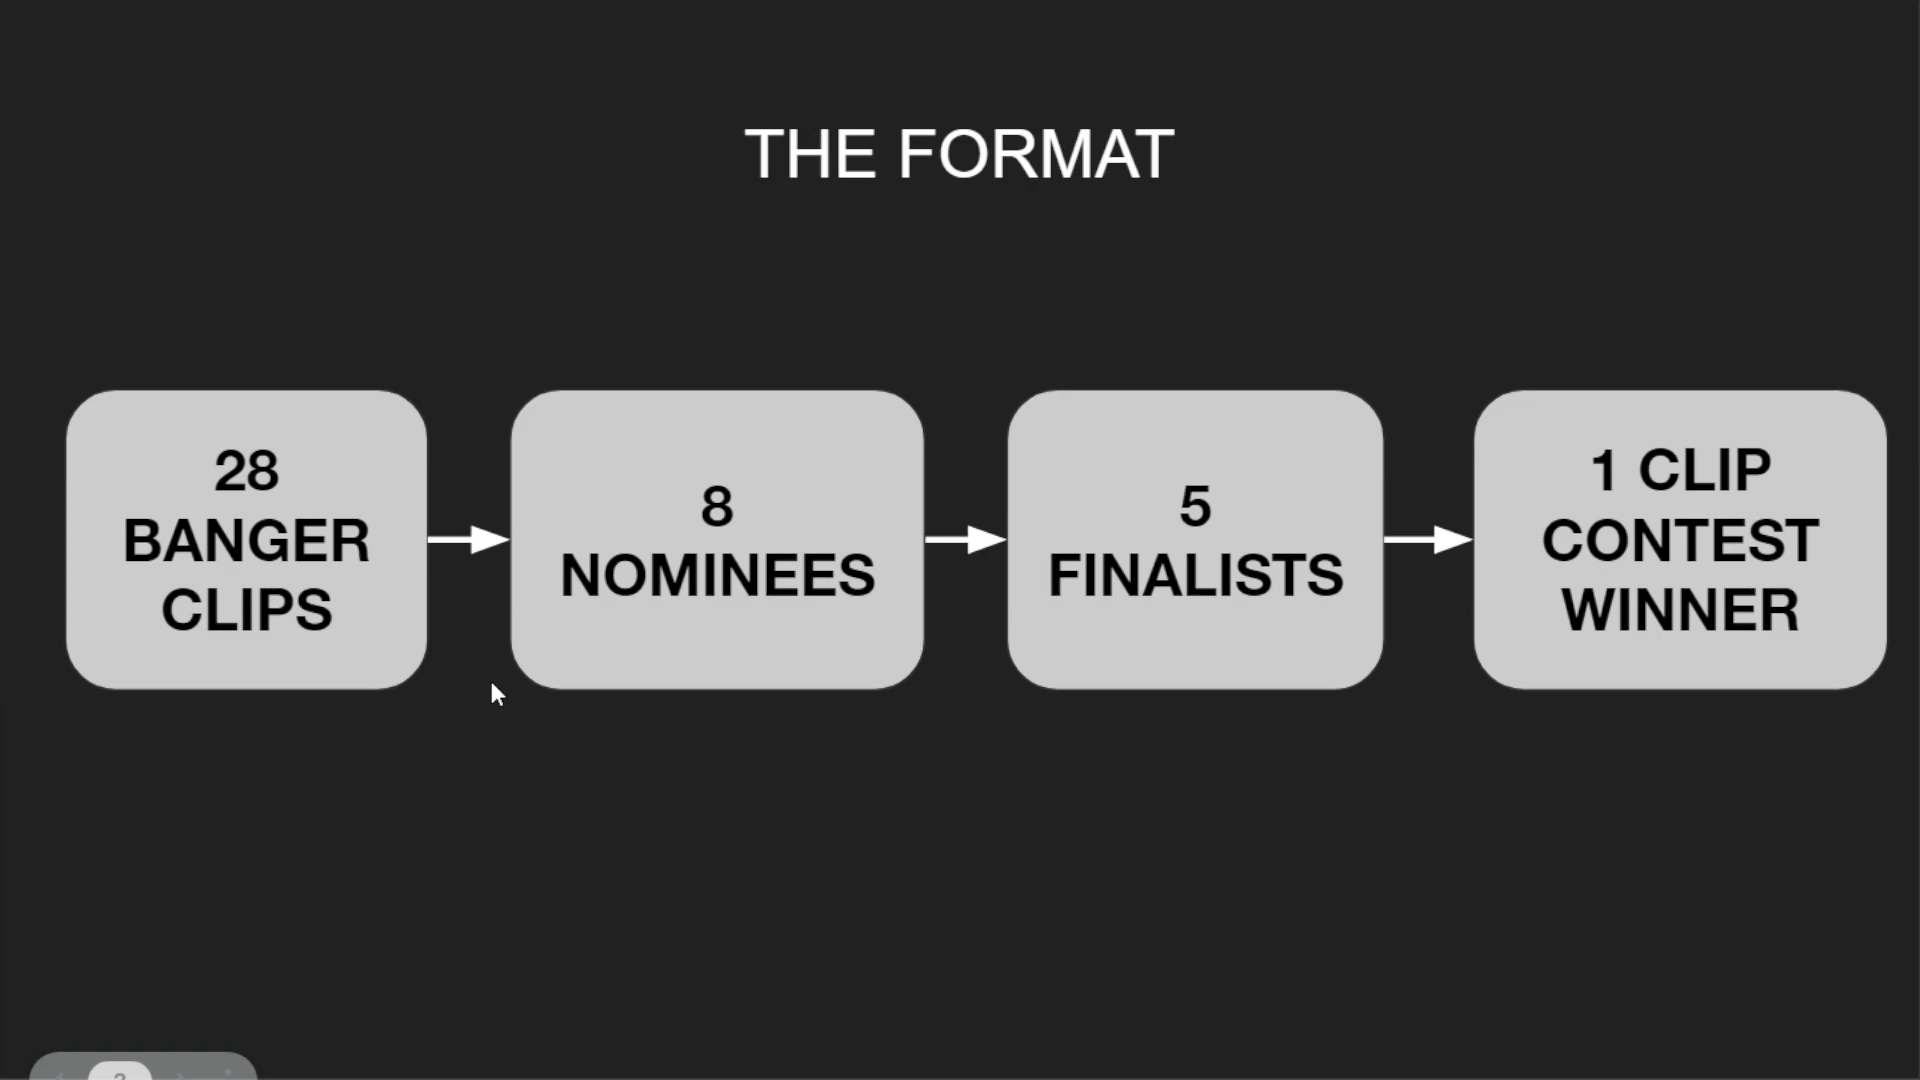 THE FORMAT
28
BANGER
CLIPS
8
NOMINEES
5
FINALISTS
1 CLIP
CONTEST
WINNER